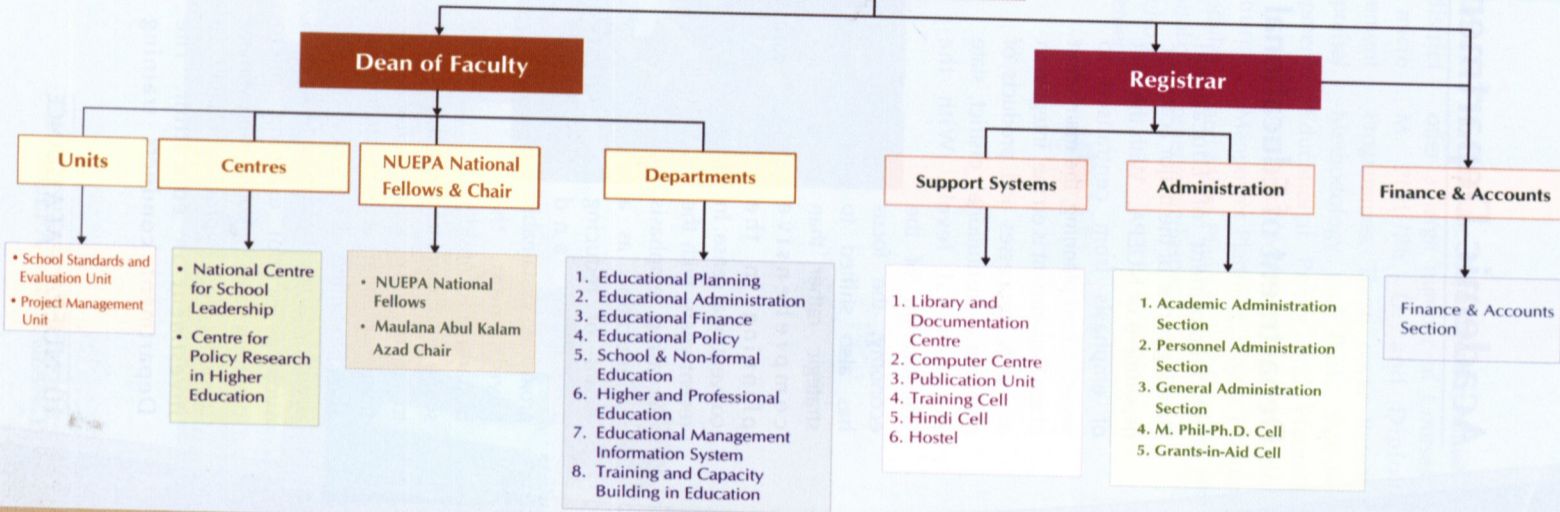 Dean of Faculty
Registrar
Units
Centres
NUEPA National
Fellows & Chair
Departments
Support Systems
Administration
Finance & Accounts
• School Standards and
Evaluation Unit
• Project Management
Unit
• National Centre
for School
Leadership
• Centre for
Policy Research
in Higher
Education
• NUEPA National
Fellows
• Maulana Abul Kalam
Azad Chair
1. Educational Planning
2. Educational Administration
3. Educational Finance
4. Educational Policy
5. School & Non-formal
Education
6. Higher and Professional
Education
7. Educational Management
Information System
8. Training and Capacity
Building in Education
1. Library and
Documentation
Centre
2. Computer Centre
3. Publication Unit
4. Training Cell
5. Hindi Cell
6. Hostel
1. Academic Administration
Section
2. Personnel Administration
Section
3. General Administration
Section
4. M. Phil-Ph.D. Cell
5. Grants-in-Aid Cell
Finance & Accounts
Section